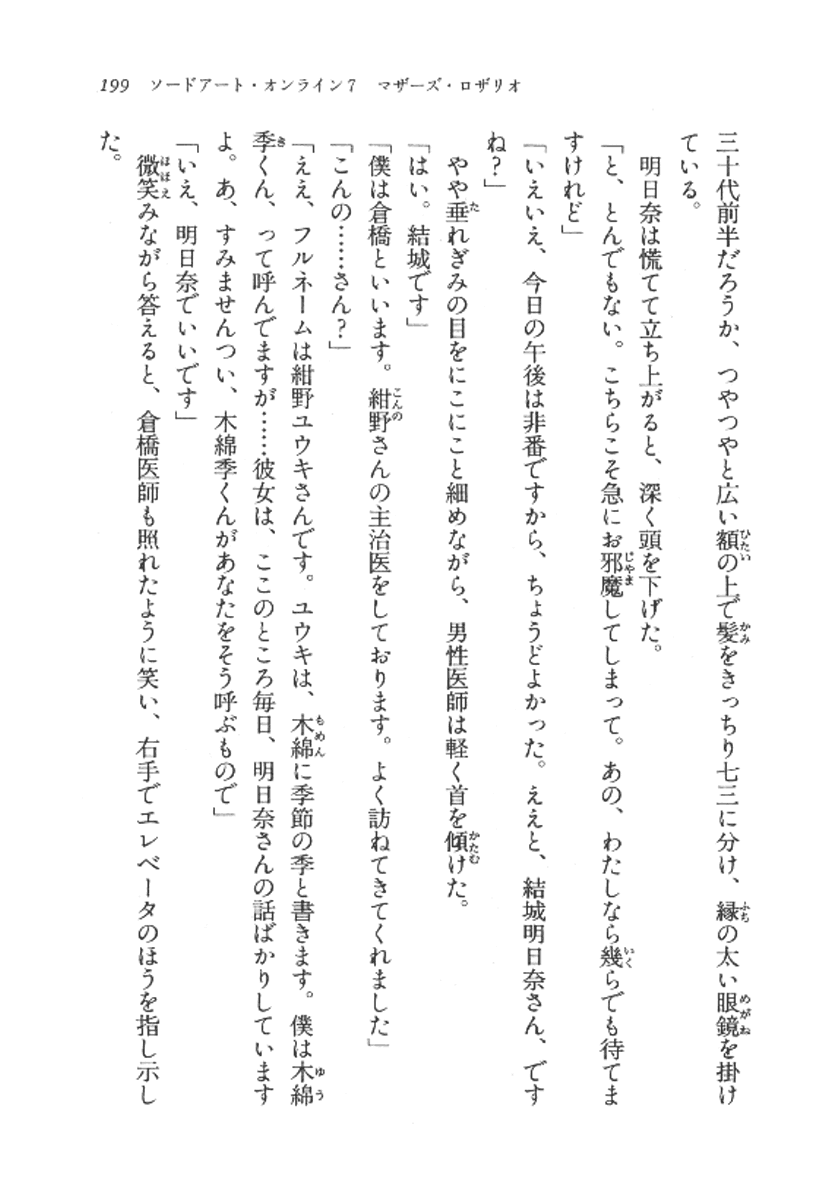 199 ソードアート・オンライン7 マザーズ・ロザリオ
三十代前半だろうか、つやつやと広い額の上で髪をきっちり七三に分け、縁の太い眼鏡を掛け
ている。
明日奈は慌てて立ち上がると、深く頭を下げた。
「と、とんでもない。こちらこそ急にお邪魔してしまって。あの、わたしなら幾らでも待てま
すけれど」
「いえいえ、今日の午後は非番ですから、ちょうどよかった。ええと、結城明日奈さん、です
ね？」
やや垂れぎみの目をにこにこと細めながら、男性医師は軽く首を傾けた。
「はい。結城です」
「僕は倉橋といいます。紺野さんの主治医をしております。よく訪ねてきてくれました」
「こんの……さん？」
「ええ、フルネームは紺野ユウキさんです。ユウキは、木綿に季節の季と書きます。僕は木綿
季くん、って呼んでますが……彼女は、ここのところ毎日、明日奈さんの話ばかりしています
よ。あ、すみませんつい、木綿季くんがあなたをそう呼ぶもので」
「いえ、明日奈でいいです」
微笑みながら答えると、倉橋医師も照れたように笑い、右手でエレベータのほうを指し示し
た。